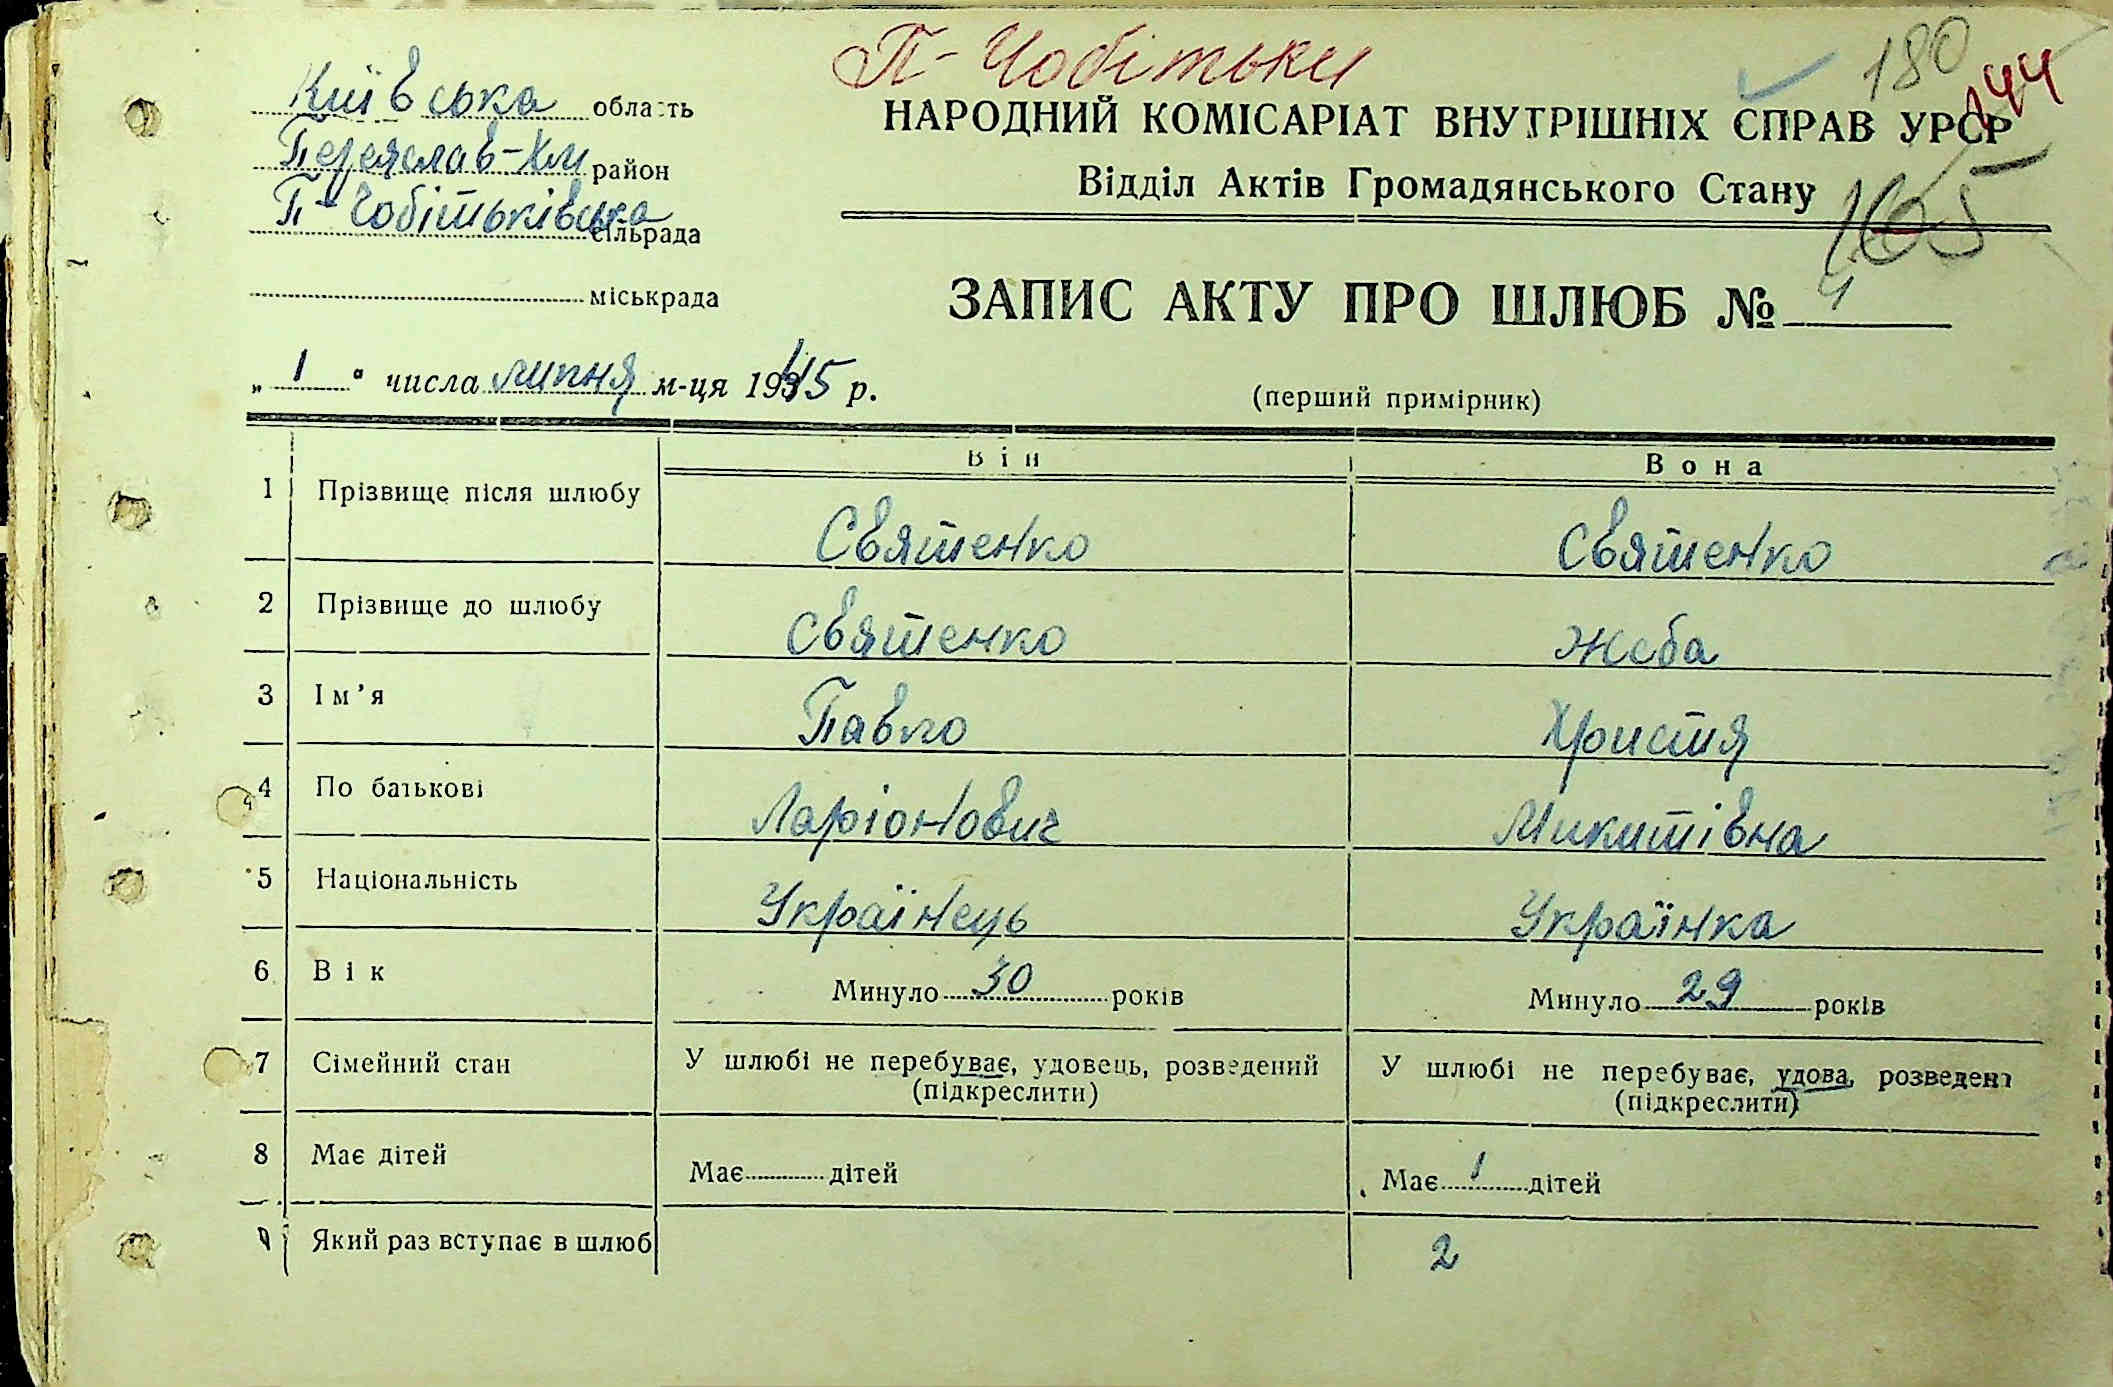 П-Чобітьки
180
144
Київська область
НАРОДНИЙ КОМІСАРІАТ ВНУТРІШНІХ СПРАВ УРСР
Переяслав-Хм район
Відділ Актів Громадянського Стану
165
П-Чобітьківська сільрада
міськрада
ЗАПИС АКТУ ПРО ШЛЮБ № 4
„1“ числа липня м-ця 1945 р.
(перший примірник)
Він Вона
1 Прізвище після шлюбу Святенко Святенко
2 Прізвище до шлюбу Святенко Жеба
3 Ім’я Павло Христя
4 По батькові Ларіонович Микитівна
5 Національність Українець Українка
6 Вік Минуло 30 років Минуло 29 років
7 Сімейний стан У шлюбі не перебуває, удовець, розведений У шлюбі не перебуває, удова, розведена
(підкреслити) (підкреслити)
8 Має дітей Має дітей Має 1 дітей
9 Який раз вступає в шлюб 2